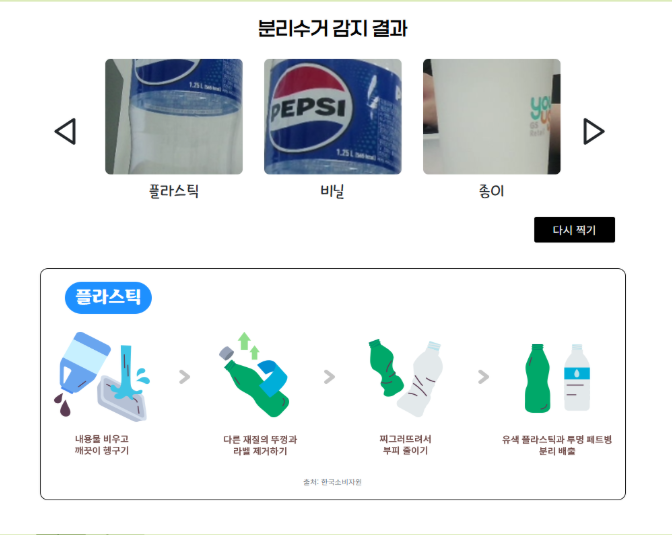 분리수거 감지 결과
1.25 L
PEPSI
1.25 L
you
플라스틱
비닐
종이
다시 찍기
플라스틱
내용물 비우고
깨끗이 헹구기
다른 재질의 뚜껑과
라벨 제거하기
찌그러뜨려서
부피 줄이기
유색 플라스틱과 투명 페트병
분리 배출
출처: 한국소비자원